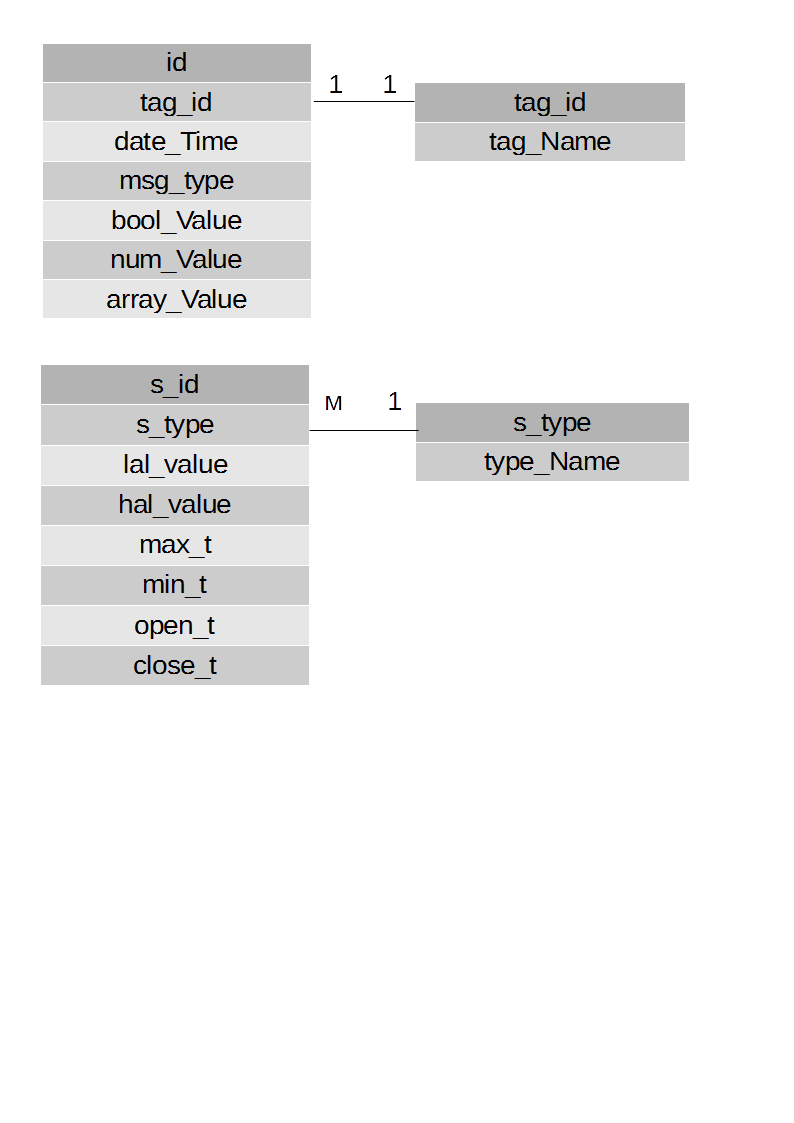 id
tag_id
date_Time
msg_type
bool_Value
num_Value
array_Value
1 1
tag_id
tag_Name
s_id
s_type
lal_value
hal_value
max_t
min_t
open_t
close_t
M 1
s_type
type_Name